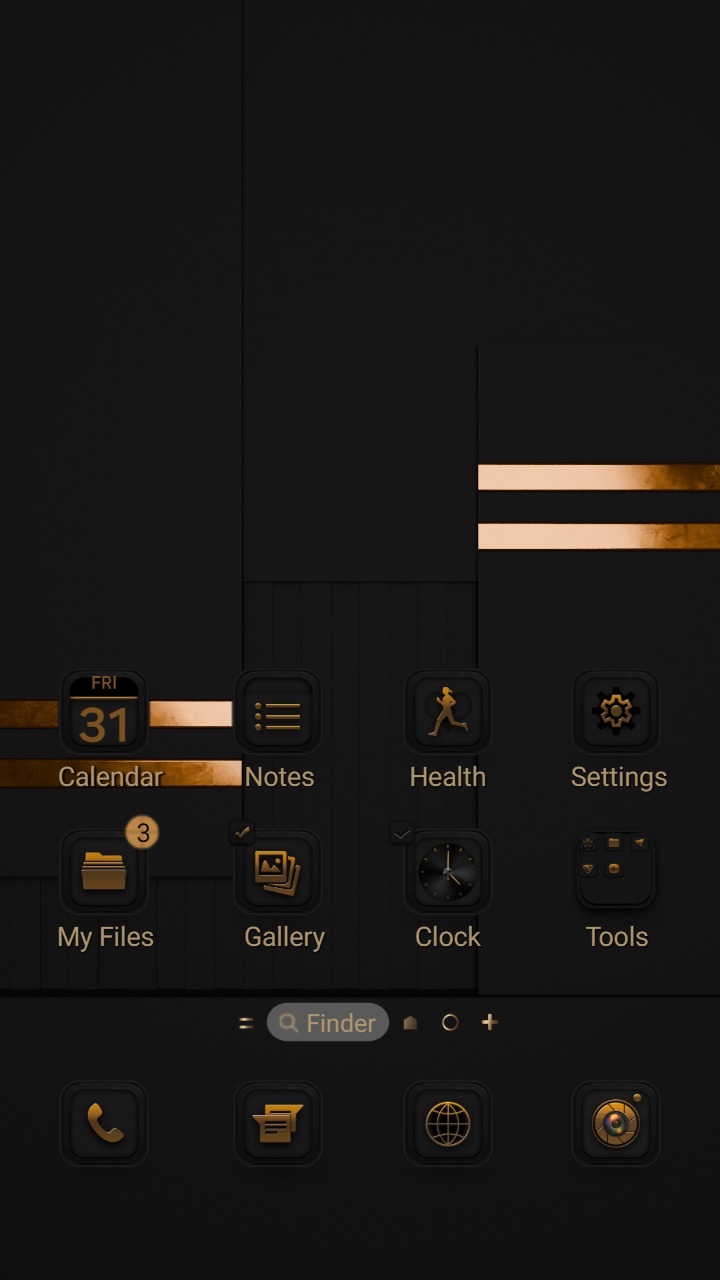 FRI
31
Calendar
Notes
Health
Settings
3
My Files
Gallery
Clock
Tools
Finder